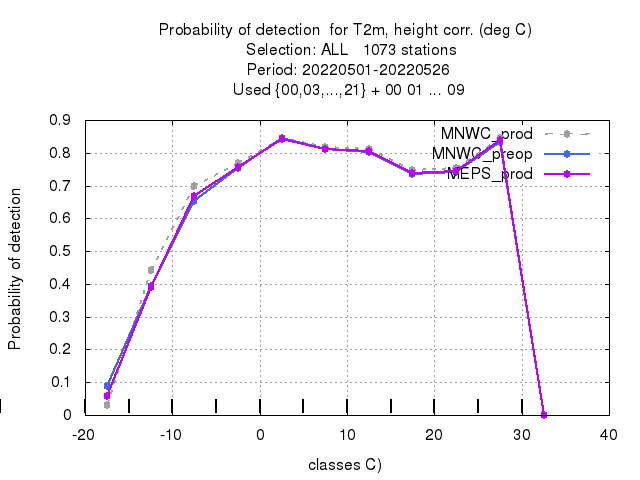 Probability of detection  for T2m, height corr. (deg C)
Selection: ALL   1073 stations
Period: 20220501-20220526
Used {00,03,...,21} + 00 01 ... 09
0.9
0.8
0.7
0.6
0.5
0.4
0.3
0.2
0.1
0
Probability of detection
MNWC_prod
MNWC_preop
MEPS_prod
-20 -10 0 10 20 30 40
classes C)